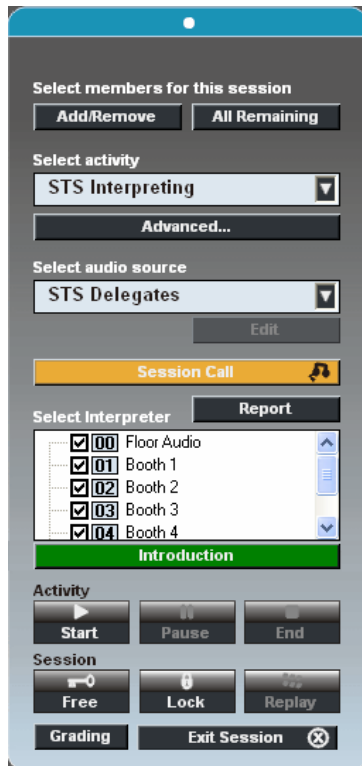 Select members for this session
Add/Remove All Remaining
Select activity
STS Interpreting
Advanced...
Select audio source
STS Delegates
Edit
Session Call
Select Interpreter Report
00 Floor Audio
01 Booth 1
02 Booth 2
03 Booth 3
04 Booth 4
Introduction
Activity
Start Pause End
Session
Free Lock Replay
Grading Exit Session